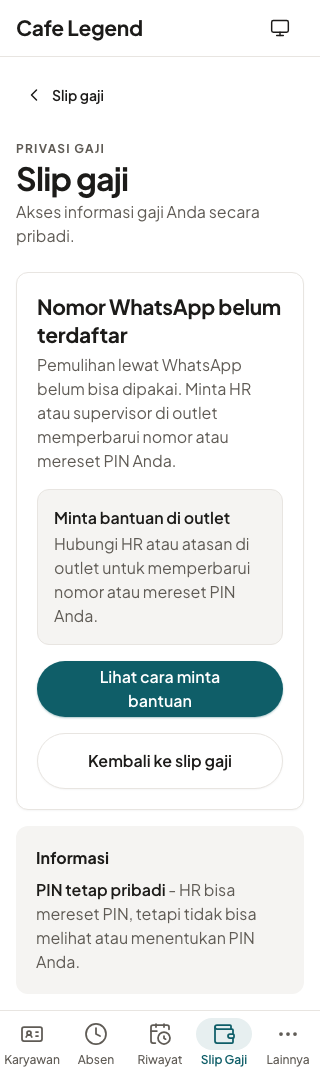 Cafe Legend
Slip gaji
PRIVASI GAJI
Slip gaji
Akses informasi gaji Anda secara
pribadi.
Nomor WhatsApp belum
terdaftar
Pemulihan lewat WhatsApp
belum bisa dipakai. Minta HR
atau supervisor di outlet
memperbarui nomor atau
mereset PIN Anda.
Minta bantuan di outlet
Hubungi HR atau atasan di
outlet untuk memperbarui
nomor atau mereset PIN
Anda.
Lihat cara minta
bantuan
Kembali ke slip gaji
Informasi
PIN tetap pribadi - HR bisa
mereset PIN, tetapi tidak bisa
melihat atau menentukan PIN
Anda.
Karyawan
Absen
Riwayat
Slip Gaji
Lainnya